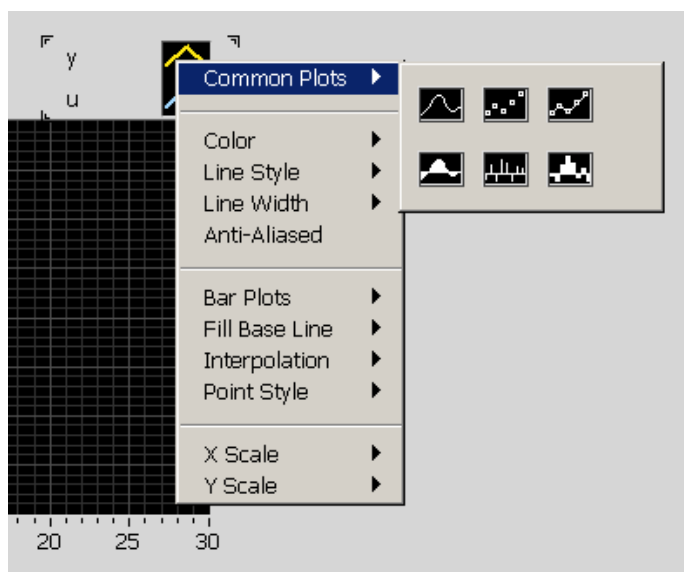 y
u
Common Plots
Color
Line Style
Line Width
Anti-Aliased
Bar Plots
Fill Base Line
Interpolation
Point Style
X Scale
Y Scale
20 25 30